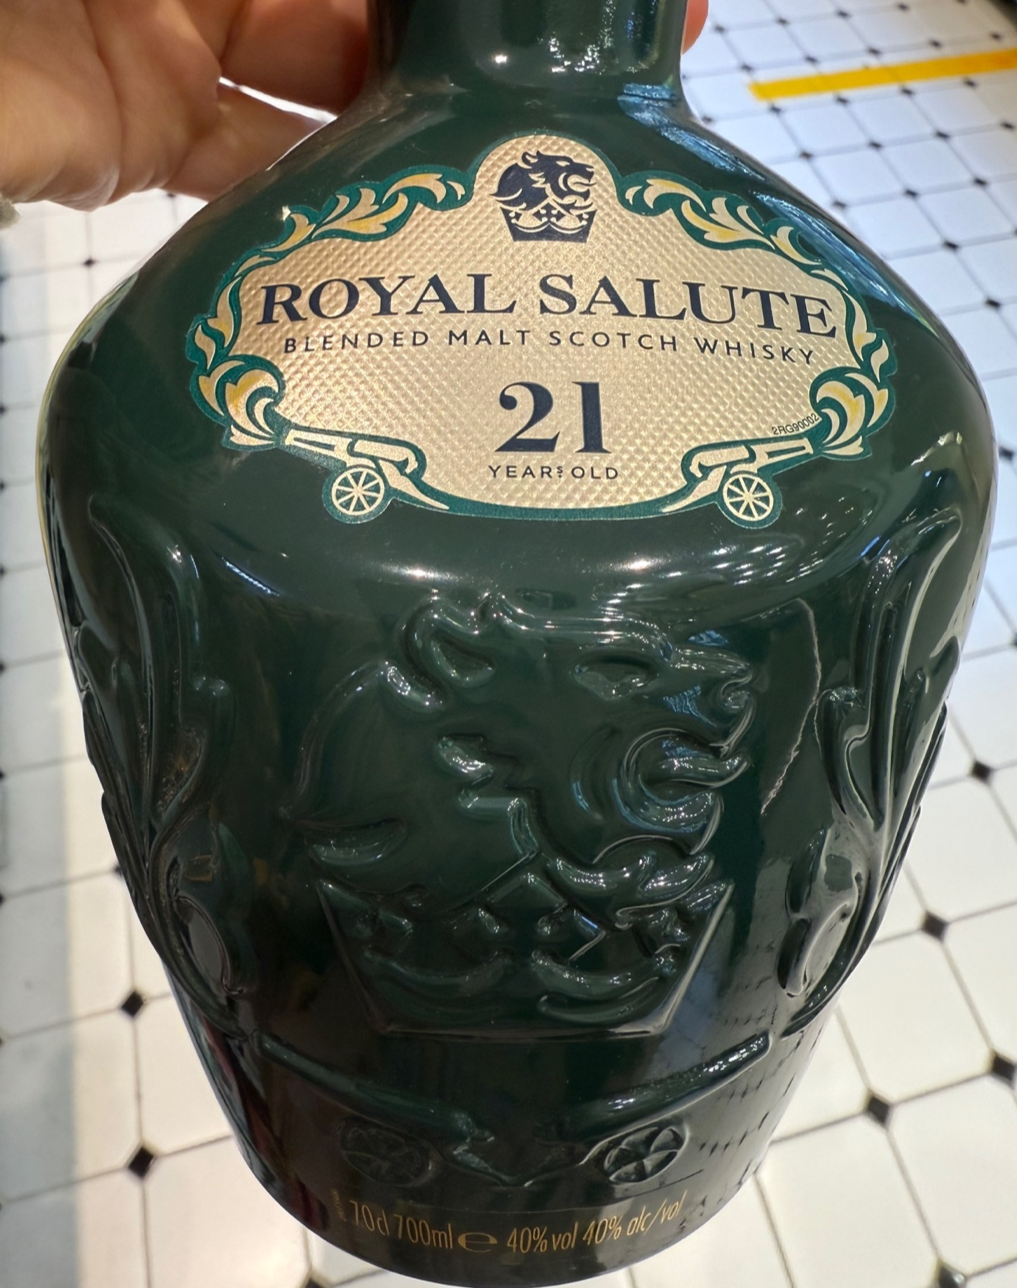 ROYAL SALUTE
BLENDED MALT SCOTCH WHISKY
21
YEARS OLD
2RG90002
70cl 700ml e 40%vol 40% alc/vol